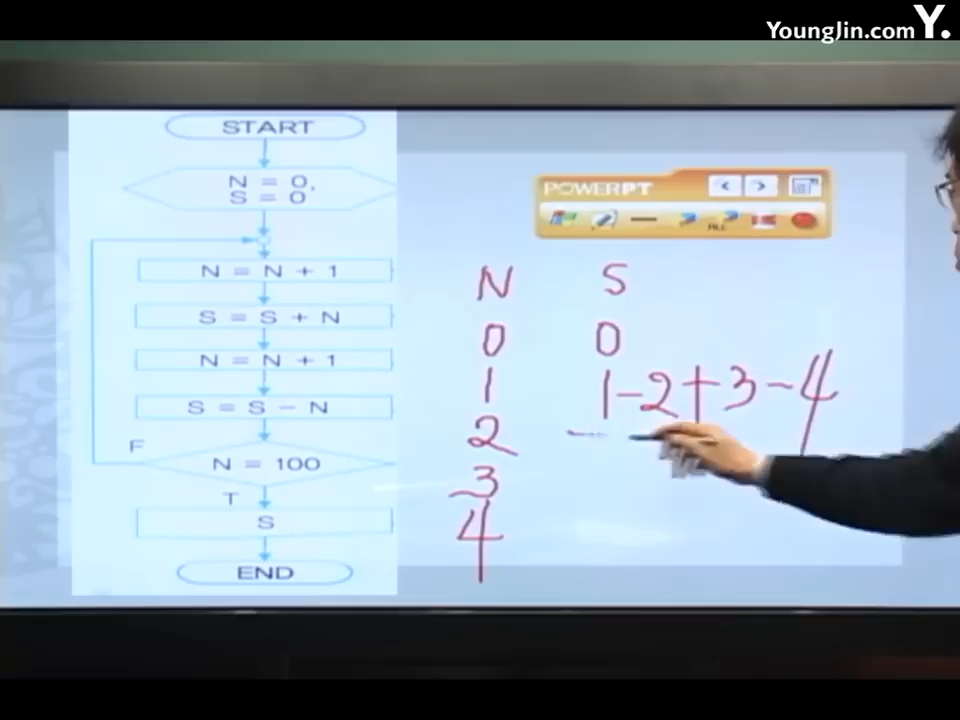 YoungJin.com Y.
START
N = 0,
S = 0
N = N + 1
S = S + N
N = N + 1
S = S - N
F
N = 100
T
S
END
POWERPT
ALL
N S
0 0
1 1-2+3-4
2
3
4